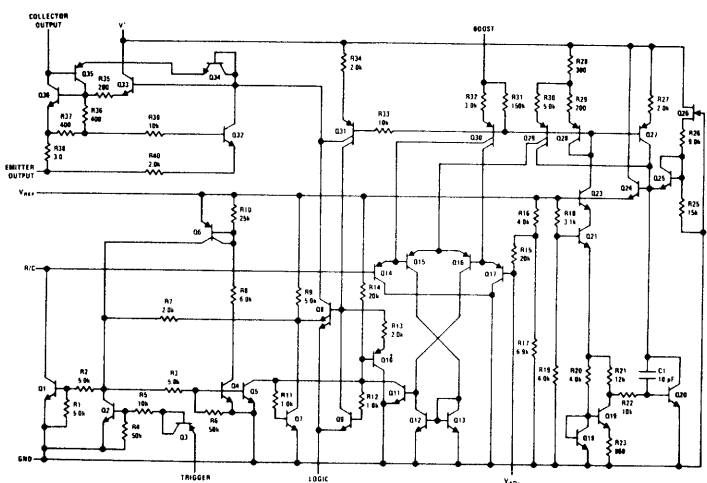 COLLECTOR
OUTPUT
V+
BOOST
Q35
Q34
R34
2.0k
R28
300
Q36
R35
200
Q33
R32
3.0k
R31
150k
R30
5.0k
R29
200
R27
2.0k
Q26
R37
400
R36
400
R39
10k
Q32
Q31
R33
10k
Q30
Q29
Q28
Q27
R26
9.0k
R38
3.0
R40
2.0k
EMITTER
OUTPUT
Q24
Q25
R25
15k
VREF
R10
25k
Q6
Q23
R16
4.0k
R18
3.1k
Q21
R15
20k
R/C
Q14
Q15
Q16
Q17
R8
6.0k
R9
5.0k
Q8
R14
20k
R7
2.0k
R13
2.0k
R17
6.9k
R19
4.0k
Q10
R2
5.0k
R3
5.0k
R20
4.0k
R21
12k
C1
10 pF
Q1
R1
5.0k
Q2
R5
10k
Q4
Q5
R11
1.0k
R12
1.0k
Q11
R22
10k
Q20
R4
50k
Q3
R6
50k
Q7
Q9
Q12
Q13
Q18
Q19
R23
860
GND
TRIGGER
LOGIC